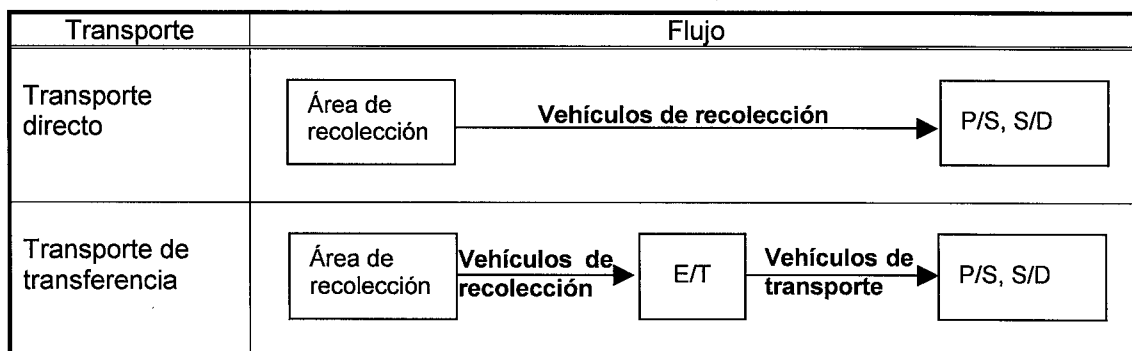 Transporte
Flujo
Transporte
directo
Área de
recolección
Vehículos de recolección
P/S, S/D
Transporte de
transferencia
Área de
recolección
Vehículos de
recolección
E/T
Vehículos de
transporte
P/S, S/D